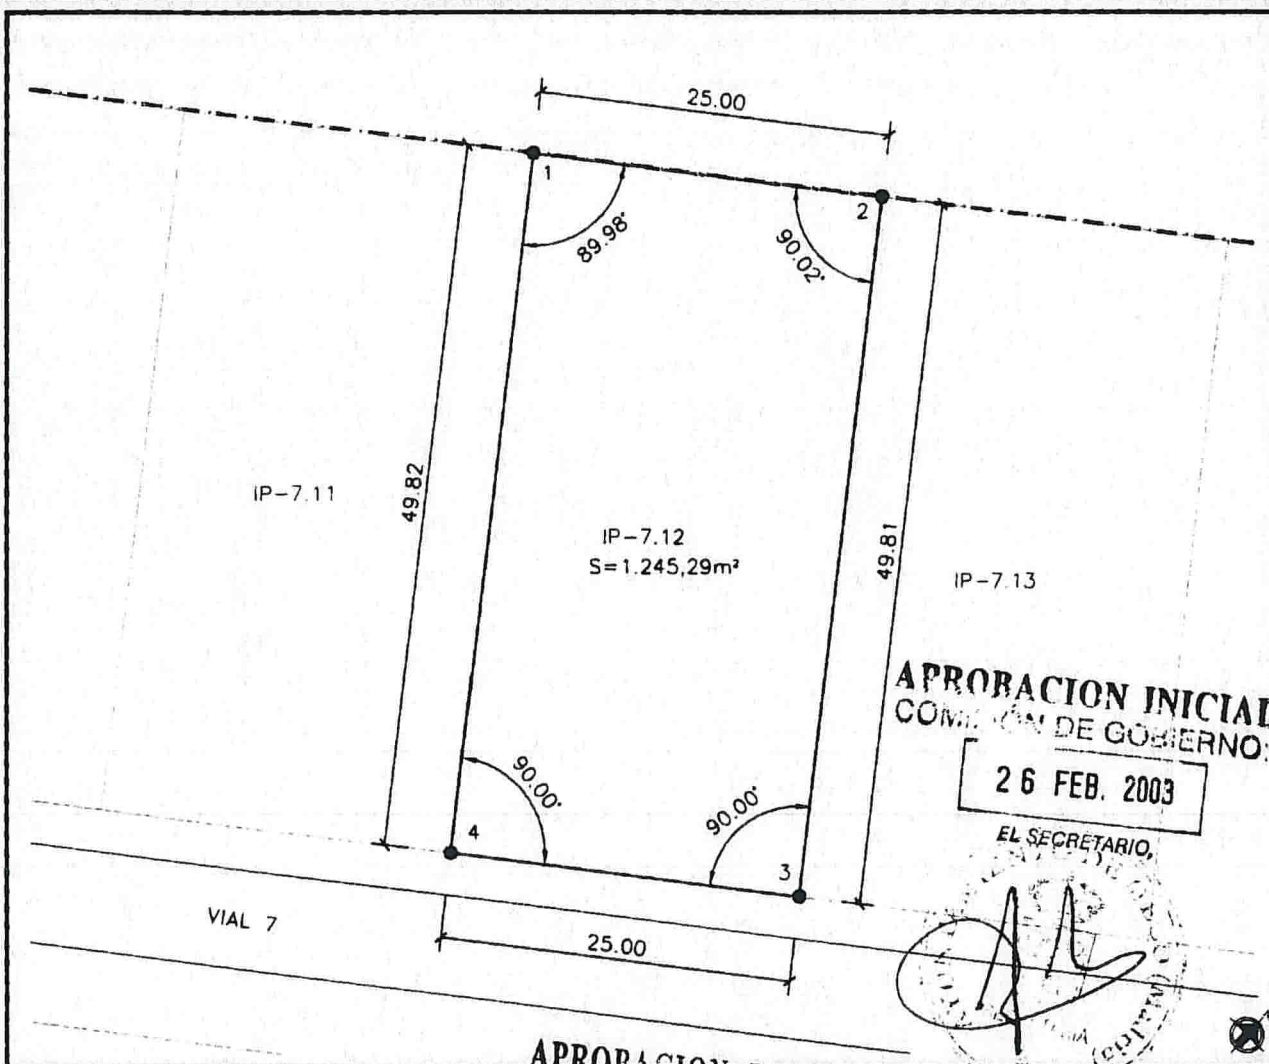 25.00
1
2
89.98°
90.02°
49.82
49.81
IP-7.11
IP-7.12
S=1.245,29m²
IP-7.13
APROBACION INICIAL
DE GOBIERNO:
26 FEB. 2003
EL SECRETARIO,
90.00°
90.00°
4
3
VIAL 7
25.00
APROBACION